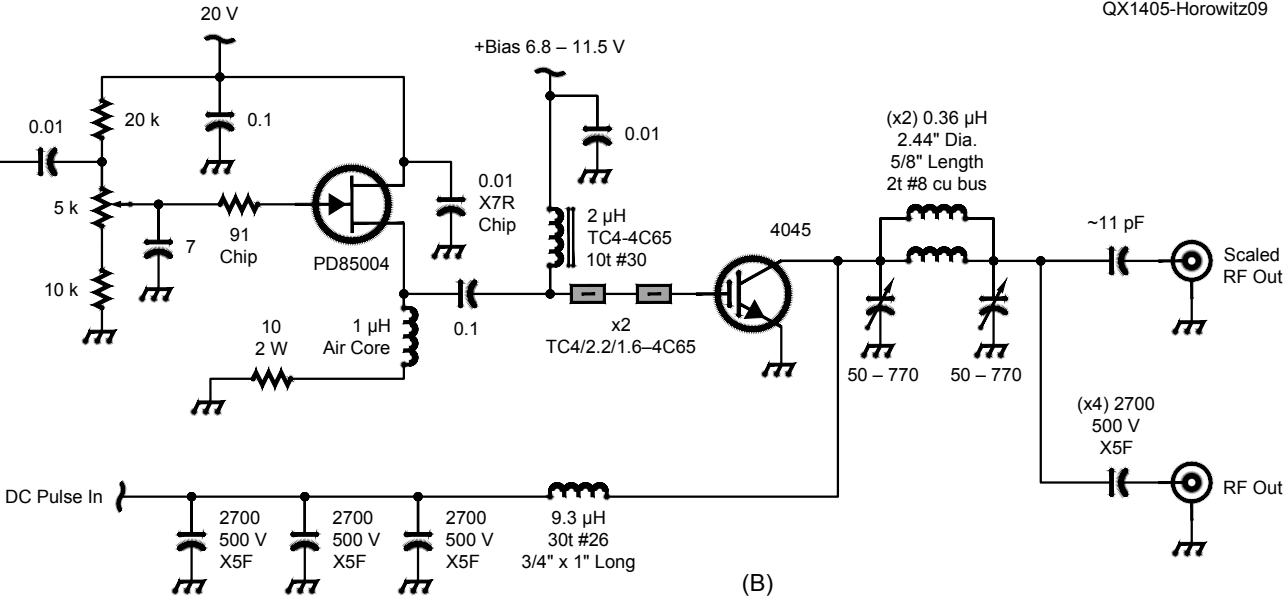 QX1405-Horowitz09
20 V
+Bias 6.8 – 11.5 V
0.01
20 k
0.1
0.01
(x2) 0.36 µH
2.44" Dia.
5/8" Length
2t #8 cu bus
5 k
7
91
Chip
PD85004
0.01
X7R
Chip
2 µH
TC4-4C65
10t #30
4045
~11 pF
Scaled
RF Out
10 k
10
2 W
1 µH
Air Core
0.1
x2
TC4/2.2/1.6–4C65
50 – 770
50 – 770
(x4) 2700
500 V
X5F
RF Out
DC Pulse In
2700
500 V
X5F
2700
500 V
X5F
2700
500 V
X5F
9.3 µH
30t #26
3/4" x 1" Long
(B)